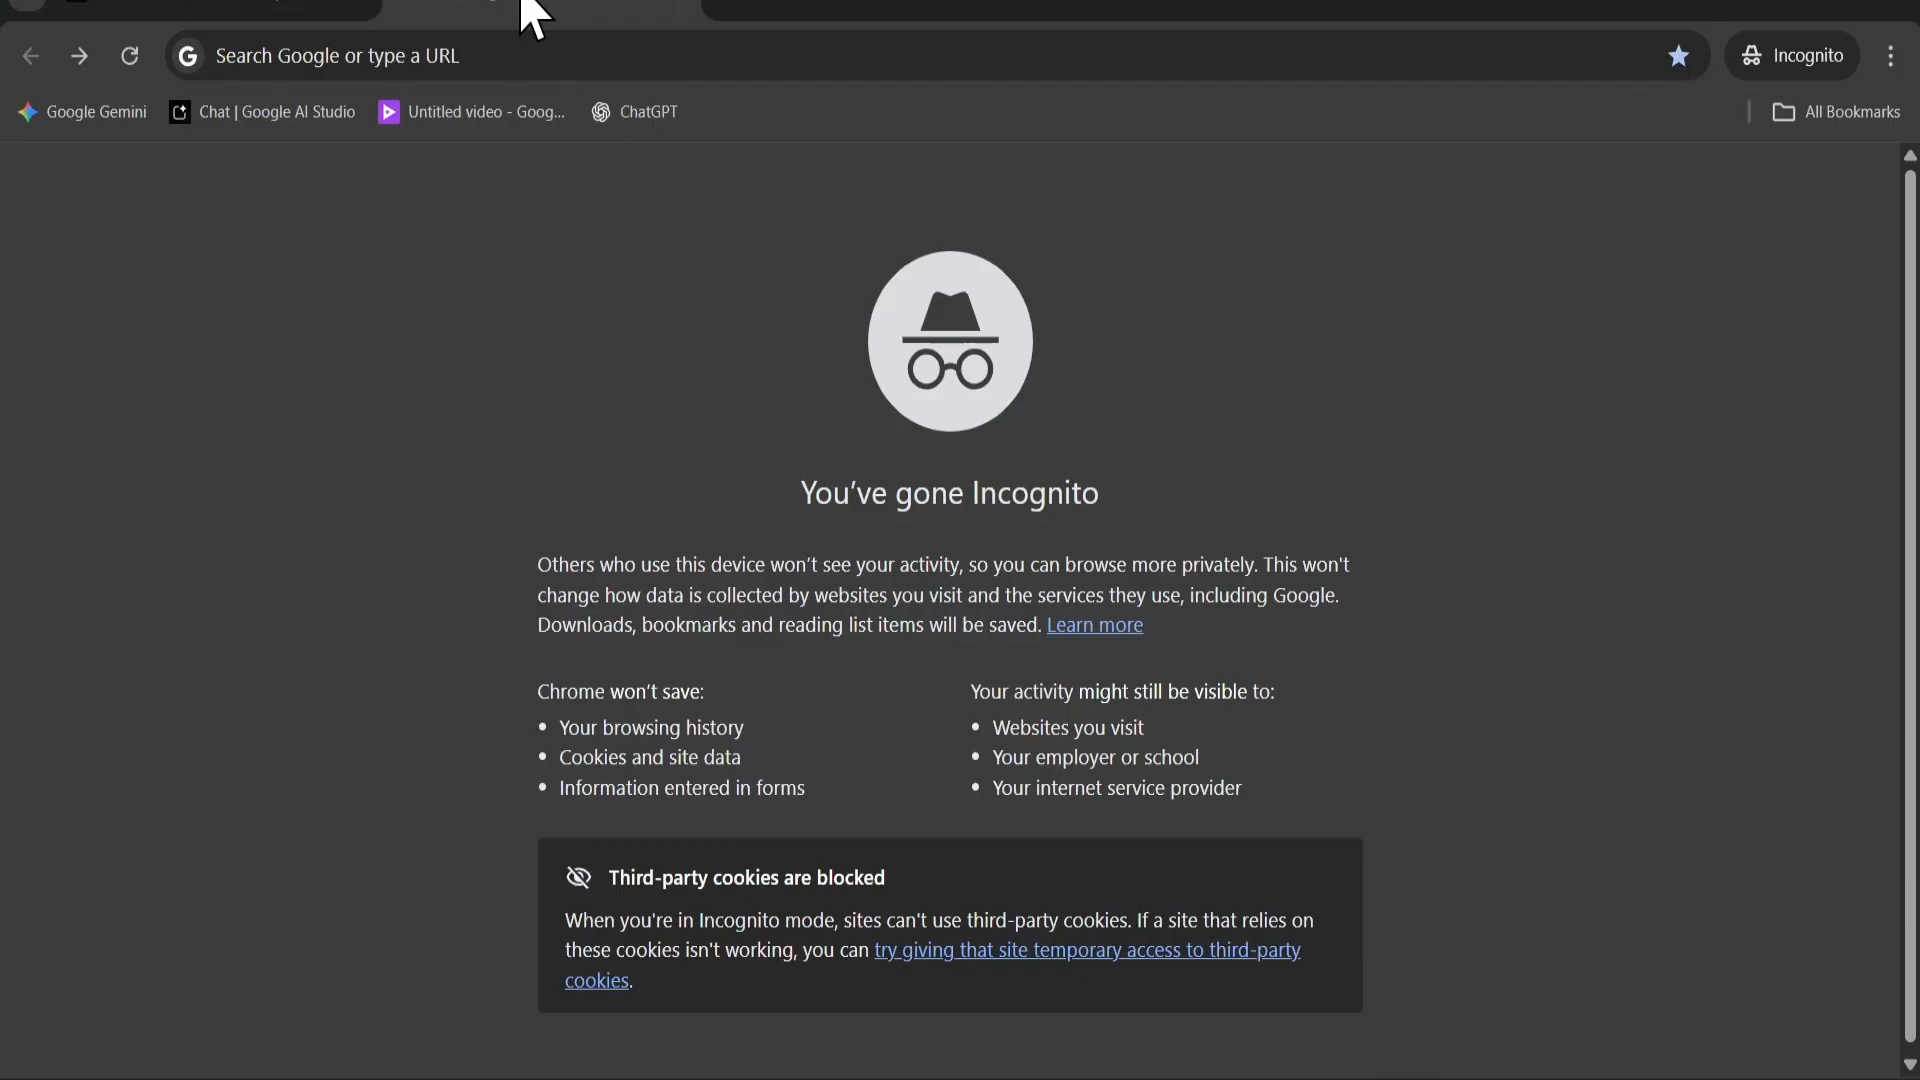 Search Google or type a URL
Incognito
Google Gemini
Chat | Google AI Studio
Untitled video - Goog...
ChatGPT
All Bookmarks
You've gone Incognito
Others who use this device won't see your activity, so you can browse more privately. This won't
change how data is collected by websites you visit and the services they use, including Google.
Downloads, bookmarks and reading list items will be saved. Learn more
Chrome won't save:
Your browsing history
Cookies and site data
Information entered in forms
Your activity might still be visible to:
Websites you visit
Your employer or school
Your internet service provider
Third-party cookies are blocked
When you're in Incognito mode, sites can't use third-party cookies. If a site that relies on
these cookies isn't working, you can try giving that site temporary access to third-party
cookies.